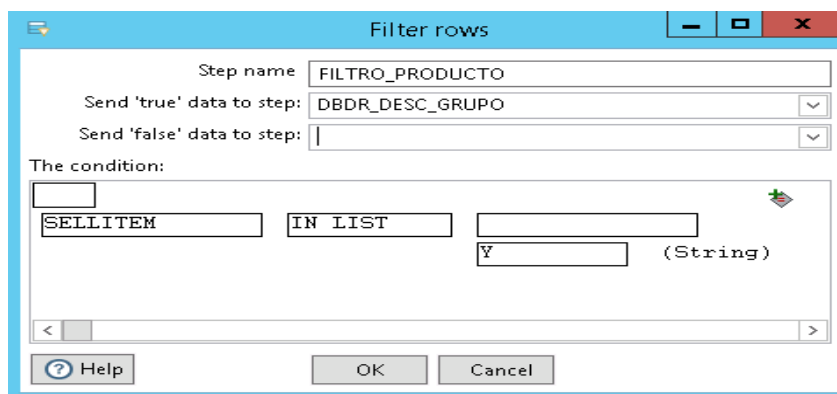 Filter rows
Step name FILTRO_PRODUCTO
Send 'true' data to step: DBDR_DESC_GRUPO
Send 'false' data to step:
The condition:
SELLITEM IN LIST
Y (String)
Help OK Cancel